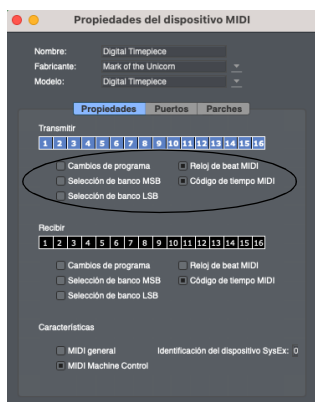 Propiedades del dispositivo MIDI
Nombre: Digital Timepiece
Fabricante: Mark of the Unicorn
Modelo: Digital Timepiece
Propiedades Puertos Parches
Transmitir
1 2 3 4 5 6 7 8 9 10 11 12 13 14 15 16
Cambios de programa Reloj de beat MIDI
Selección de banco MSB Código de tiempo MIDI
Selección de banco LSB
Recibir
1 2 3 4 5 6 7 8 9 10 11 12 13 14 15 16
Cambios de programa Reloj de beat MIDI
Selección de banco MSB Código de tiempo MIDI
Selección de banco LSB
Características
MIDI general Identificación del dispositivo SysEx: 0
MIDI Machine Control